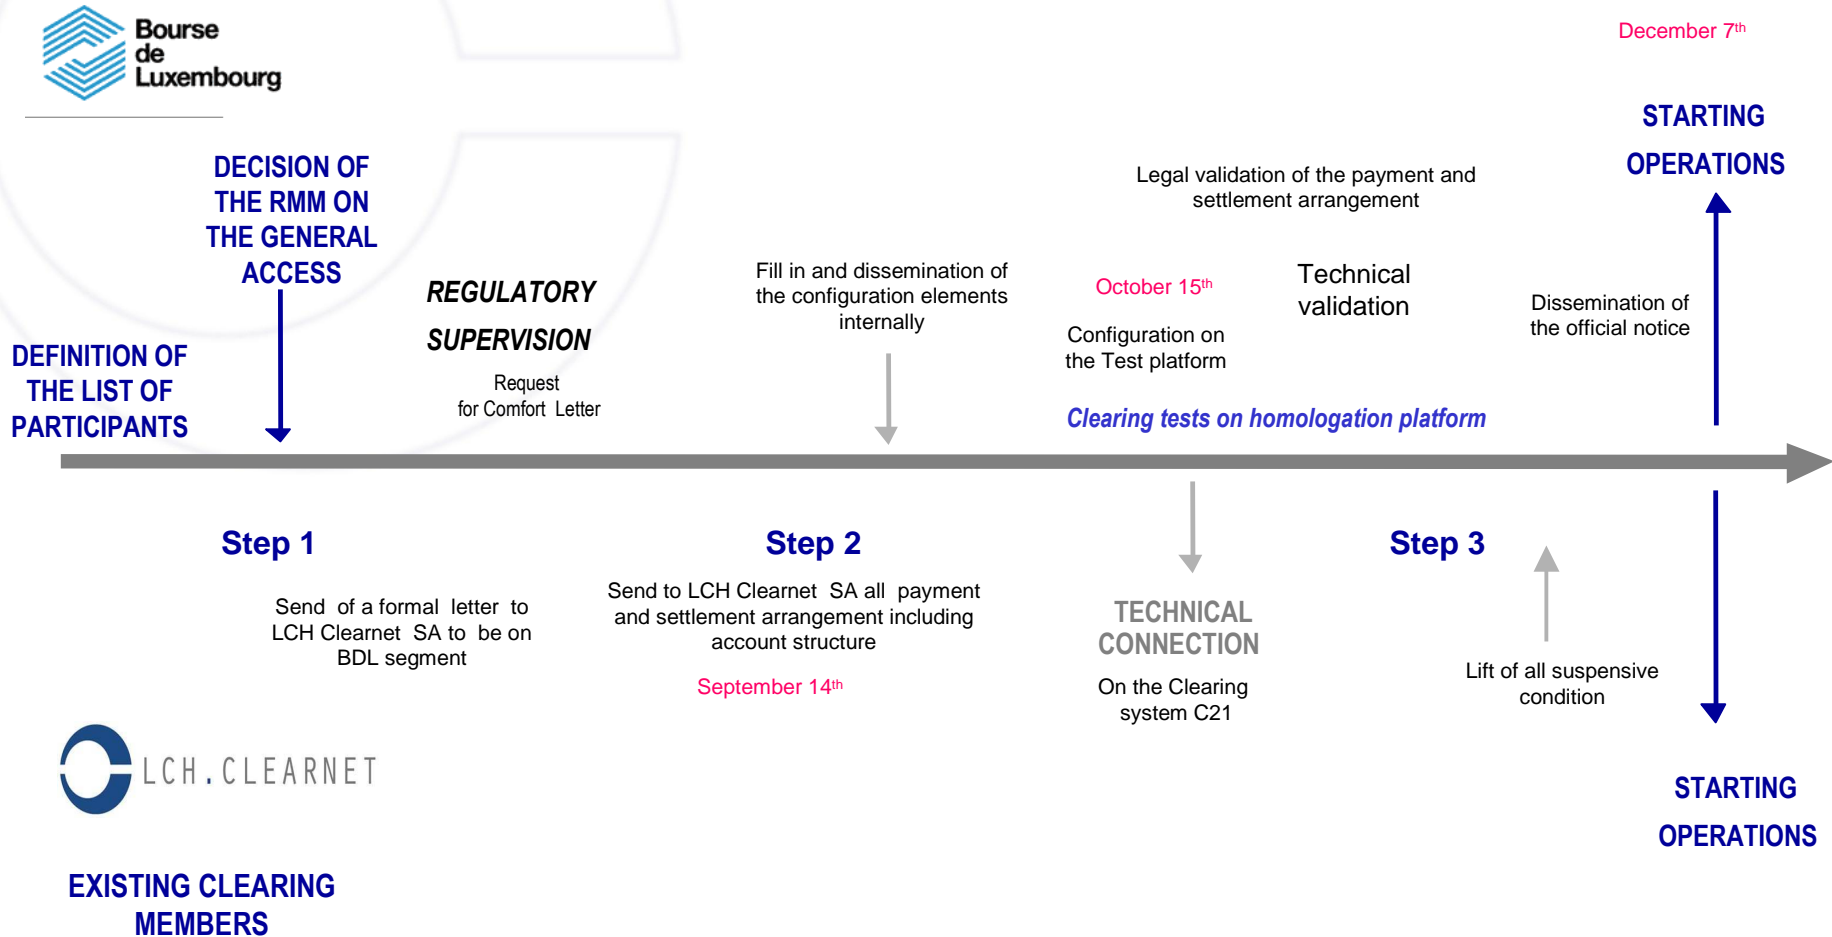 Bourse
de
Luxembourg
December 7th
STARTING
OPERATIONS
DECISION OF
THE RMM ON
THE GENERAL
ACCESS
Legal validation of the payment and
settlement arrangement
REGULATORY
SUPERVISION
Request
for Comfort Letter
Fill in and dissemination of
the configuration elements
internally
October 15th
Configuration on
the Test platform
Technical
validation
Dissemination of
the official notice
DEFINITION OF
THE LIST OF
PARTICIPANTS
Clearing tests on homologation platform
Step 1
Step 2
Step 3
Send of a formal letter to
LCH Clearnet SA to be on
BDL segment
Send to LCH Clearnet SA all payment
and settlement arrangement including
account structure
September 14th
TECHNICAL
CONNECTION
On the Clearing
system C21
Lift of all suspensive
condition
LCH.CLEARNET
STARTING
OPERATIONS
EXISTING CLEARING
MEMBERS